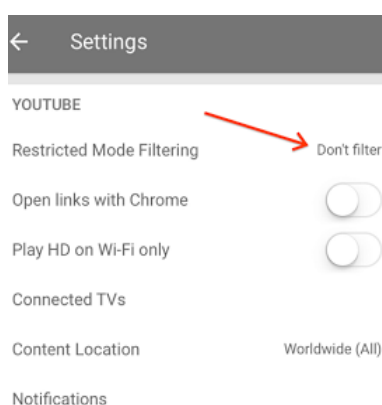 Settings
YOUTUBE
Restricted Mode Filtering Don't filter
Open links with Chrome
Play HD on Wi-Fi only
Connected TVs
Content Location Worldwide (All)
Notifications